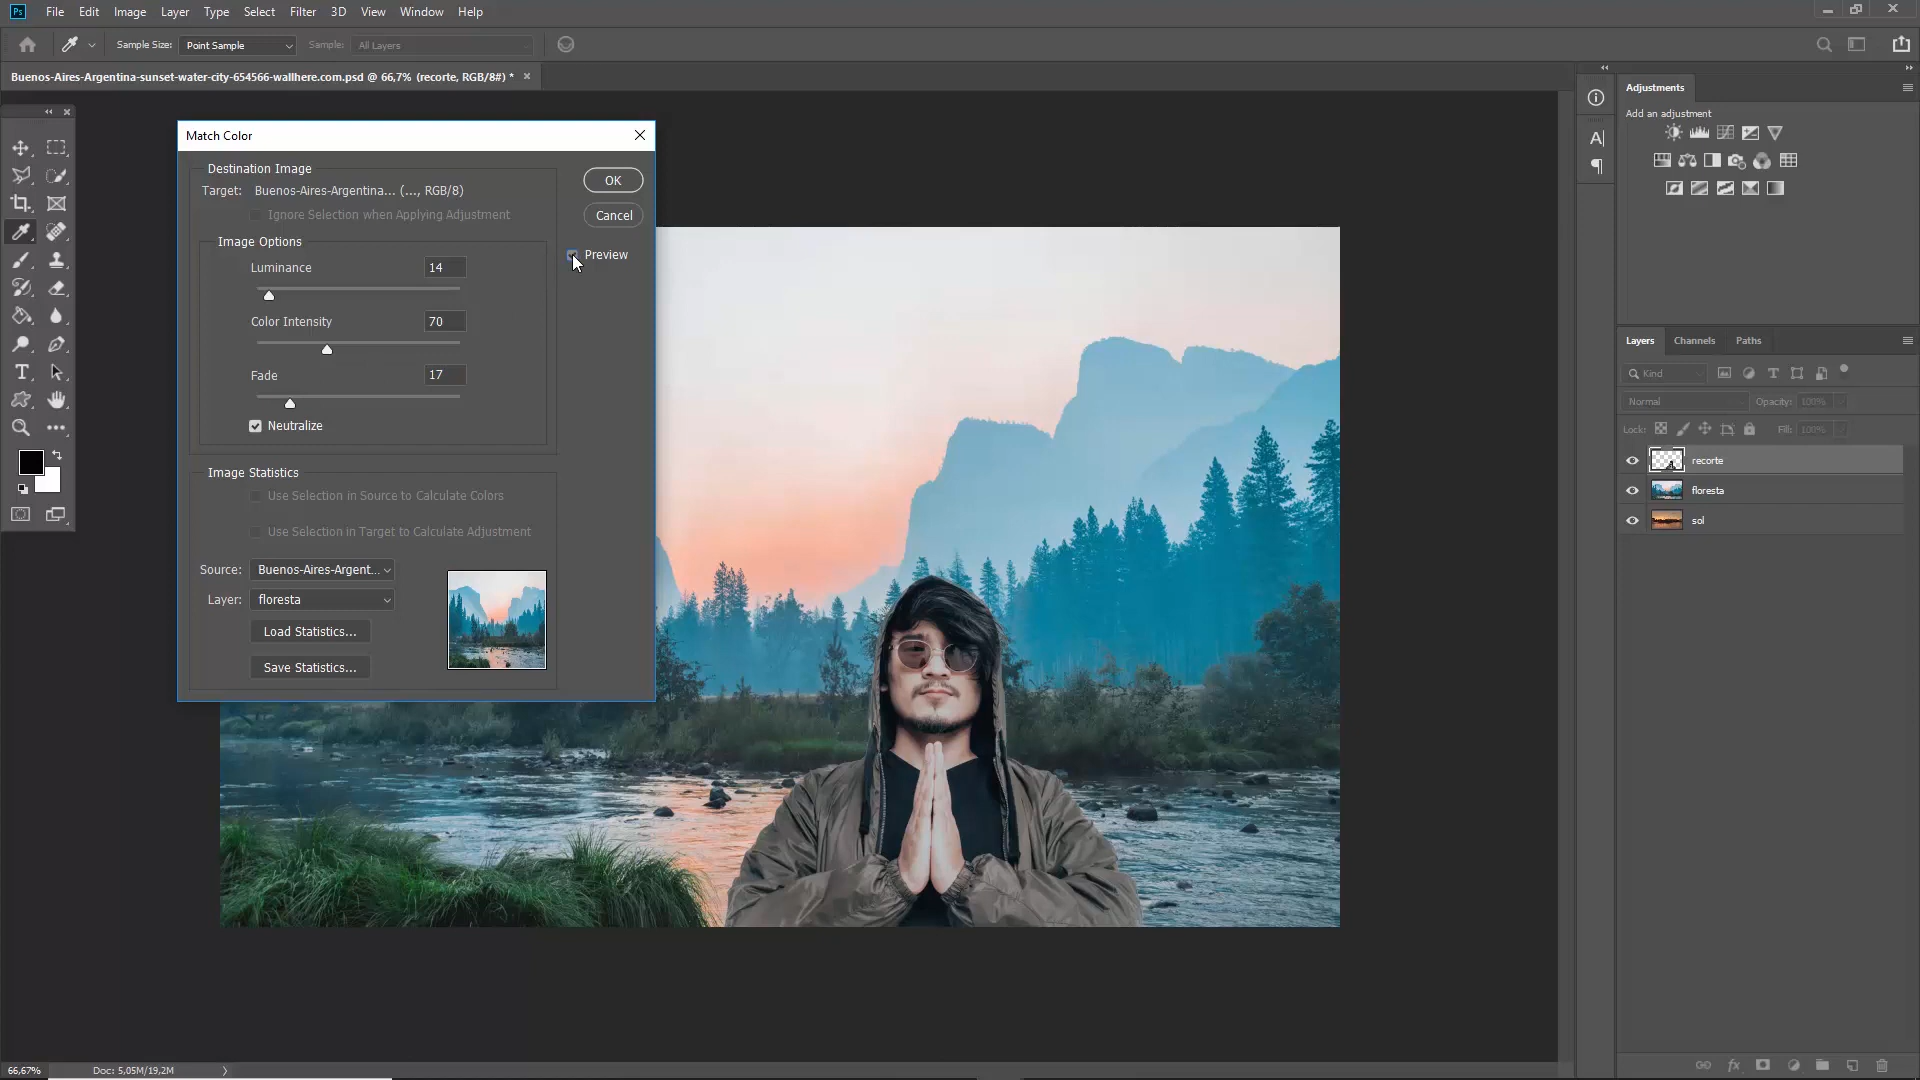 Ps File Edit Image Layer Type Select Filter 3D View Window Help
Sample Size: Point Sample Sample: All Layers
Buenos-Aires-Argentina-sunset-water-city-654566-wallhere.com.psd @ 66,7% (recorte, RGB/8#) *
Match Color
Destination Image
Target: Buenos-Aires-Argentina... (..., RGB/8)
Ignore Selection when Applying Adjustment
OK
Cancel
Preview
Image Options
Luminance 14
Color Intensity 70
Fade 17
Neutralize
Image Statistics
Use Selection in Source to Calculate Colors
Use Selection in Target to Calculate Adjustment
Source: Buenos-Aires-Argent...
Layer: floresta
Load Statistics...
Save Statistics...
Adjustments
Add an adjustment
Layers Channels Paths
Kind
Normal Opacity: 100%
Lock: Fill: 100%
recorte
floresta
sol
66,67% Doc: 5,05M/19,2M